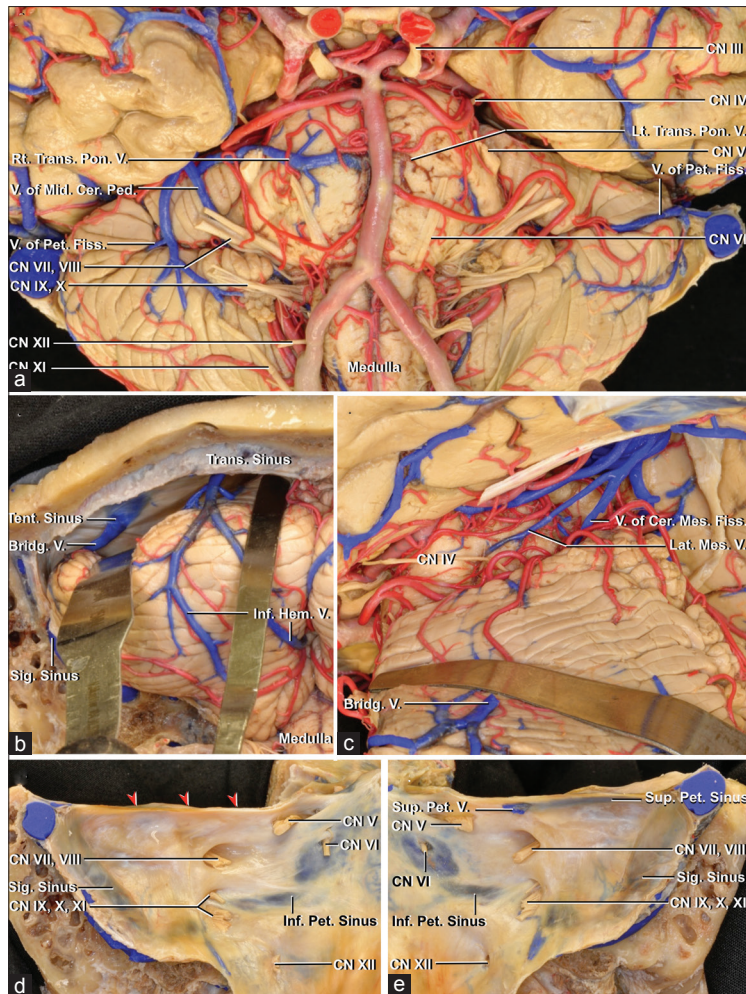 CN III
CN IV
Lt. Trans. Pon. V.
CN V
V. of Pet. Fiss.
Rt. Trans. Pon. V.
V. of Mid. Cer. Ped.
V. of Pet. Fiss.
CN VII, VIII
CN VI
CN IX, X
CN XII
CN XI
Medulla
a
Trans. Sinus
Tent. Sinus
Bridg. V.
Inf. Hem. V.
Sig. Sinus
Medulla
b
V. of Cer. Mes. Fiss.
Lat. Mes. V.
CN IV
Bridg. V.
c
CN V
CN VI
CN VII, VIII
Sig. Sinus
CN IX, X, XI
Inf. Pet. Sinus
CN XII
d
Sup. Pet. V.
Sup. Pet. Sinus
CN V
CN VII, VIII
CN VI
Sig. Sinus
Inf. Pet. Sinus
CN IX, X, XI
CN XII
e